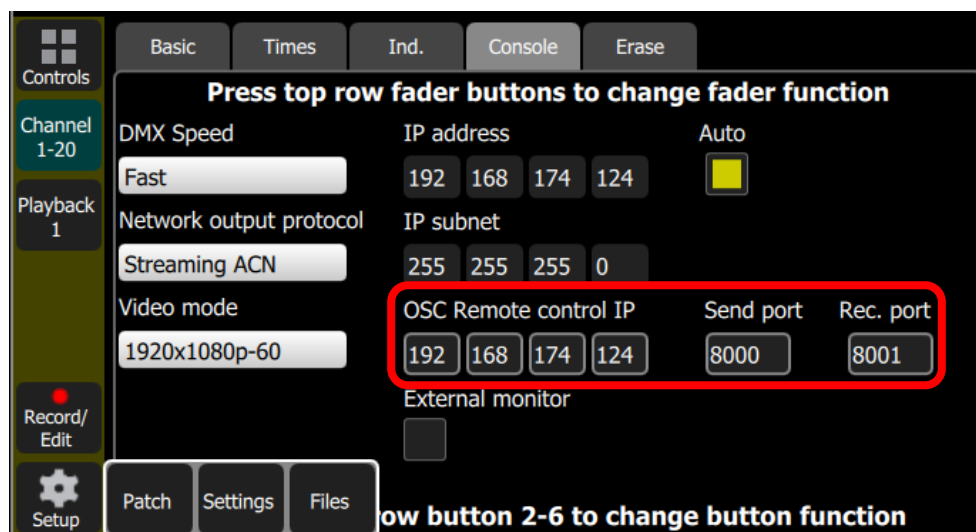 Controls
Channel
1-20
Playback
1
Record/
Edit
Setup
Basic Times Ind. Console Erase
Press top row fader buttons to change fader function
DMX Speed IP address Auto
Fast 192 168 174 124
Network output protocol IP subnet
Streaming ACN 255 255 255 0
Video mode OSC Remote control IP Send port Rec. port
1920x1080p-60 192 168 174 124 8000 8001
External monitor
Patch Settings Files
row button 2-6 to change button function